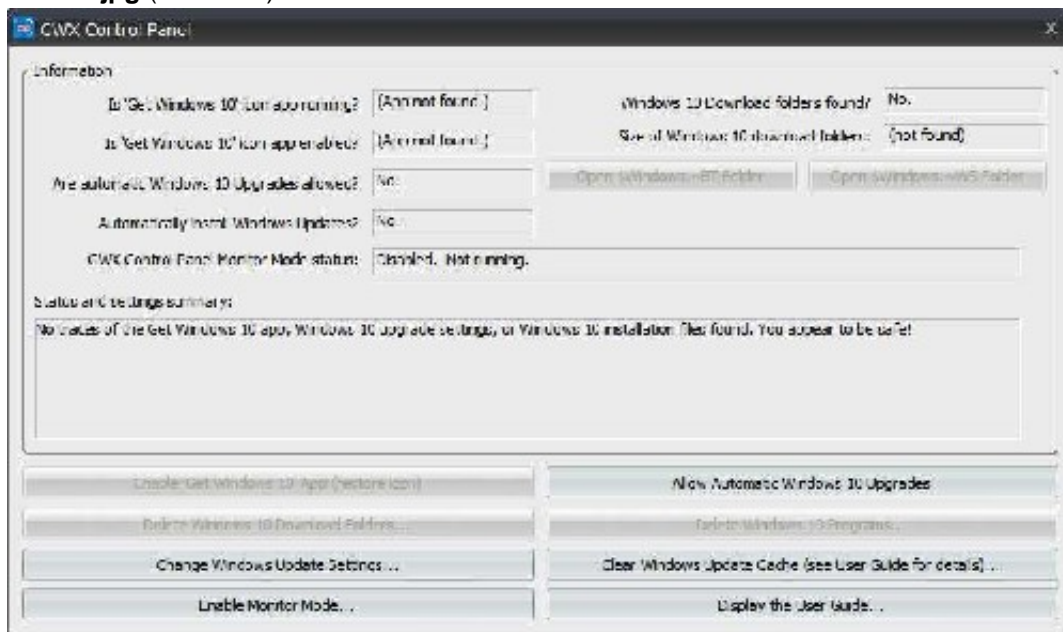 .jpg (
GWX Control Panel
x
Information
Is 'Get Windows 10' icon app running? (App not found.)
Windows 10 Download folders found? No.
Is 'Get Windows 10' icon app enabled? (App not found.)
Size of Windows 10 download folders: (not found)
Are automatic Windows 10 Upgrades allowed? No.
Open $Windows.~BT Folder
Open $Windows.~WS Folder
Automatically install Windows Updates? No.
GWX Control Panel Monitor Mode status: Disabled. Not running.
Status and settings summary:
No traces of the Get Windows 10 app, Windows 10 upgrade settings, or Windows 10 installation files found. You appear to be safe!
Enable 'Get Windows 10' App (restore icon)
Allow Automatic Windows 10 Upgrades
Delete Windows 10 Download Folders...
Delete Windows 10 Programs...
Change Windows Update Settings...
Clear Windows Update Cache (see User Guide for details)...
Enable Monitor Mode...
Display the User Guide...